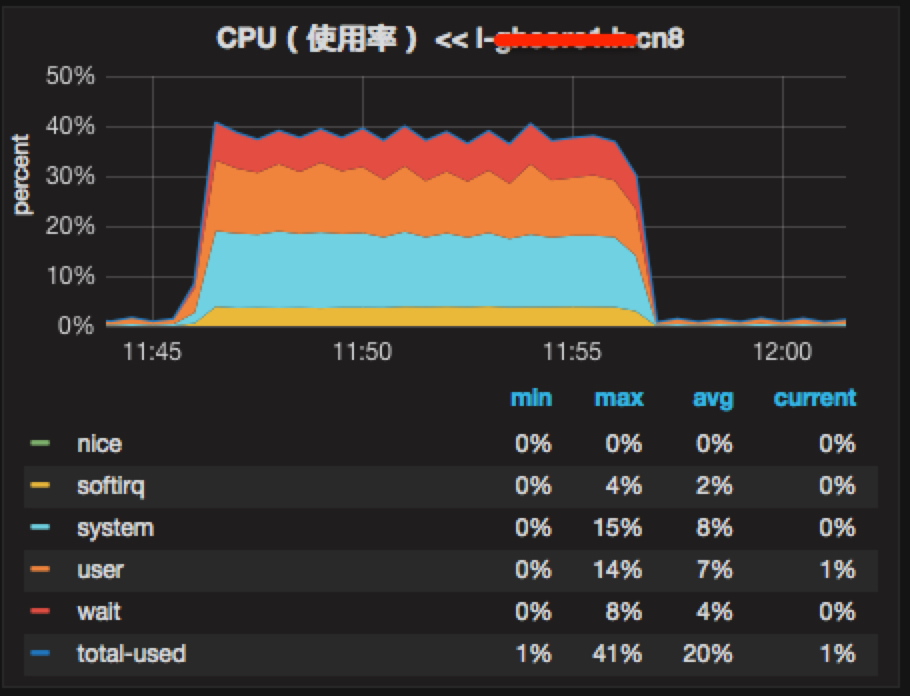 CPU ( 使用率 ) << l- cn8
percent
50%
40%
30%
20%
10%
0%
11:45 11:50 11:55 12:00
min max avg current
nice 0% 0% 0% 0%
softirq 0% 4% 2% 0%
system 0% 15% 8% 0%
user 0% 14% 7% 1%
wait 0% 8% 4% 0%
total-used 1% 41% 20% 1%